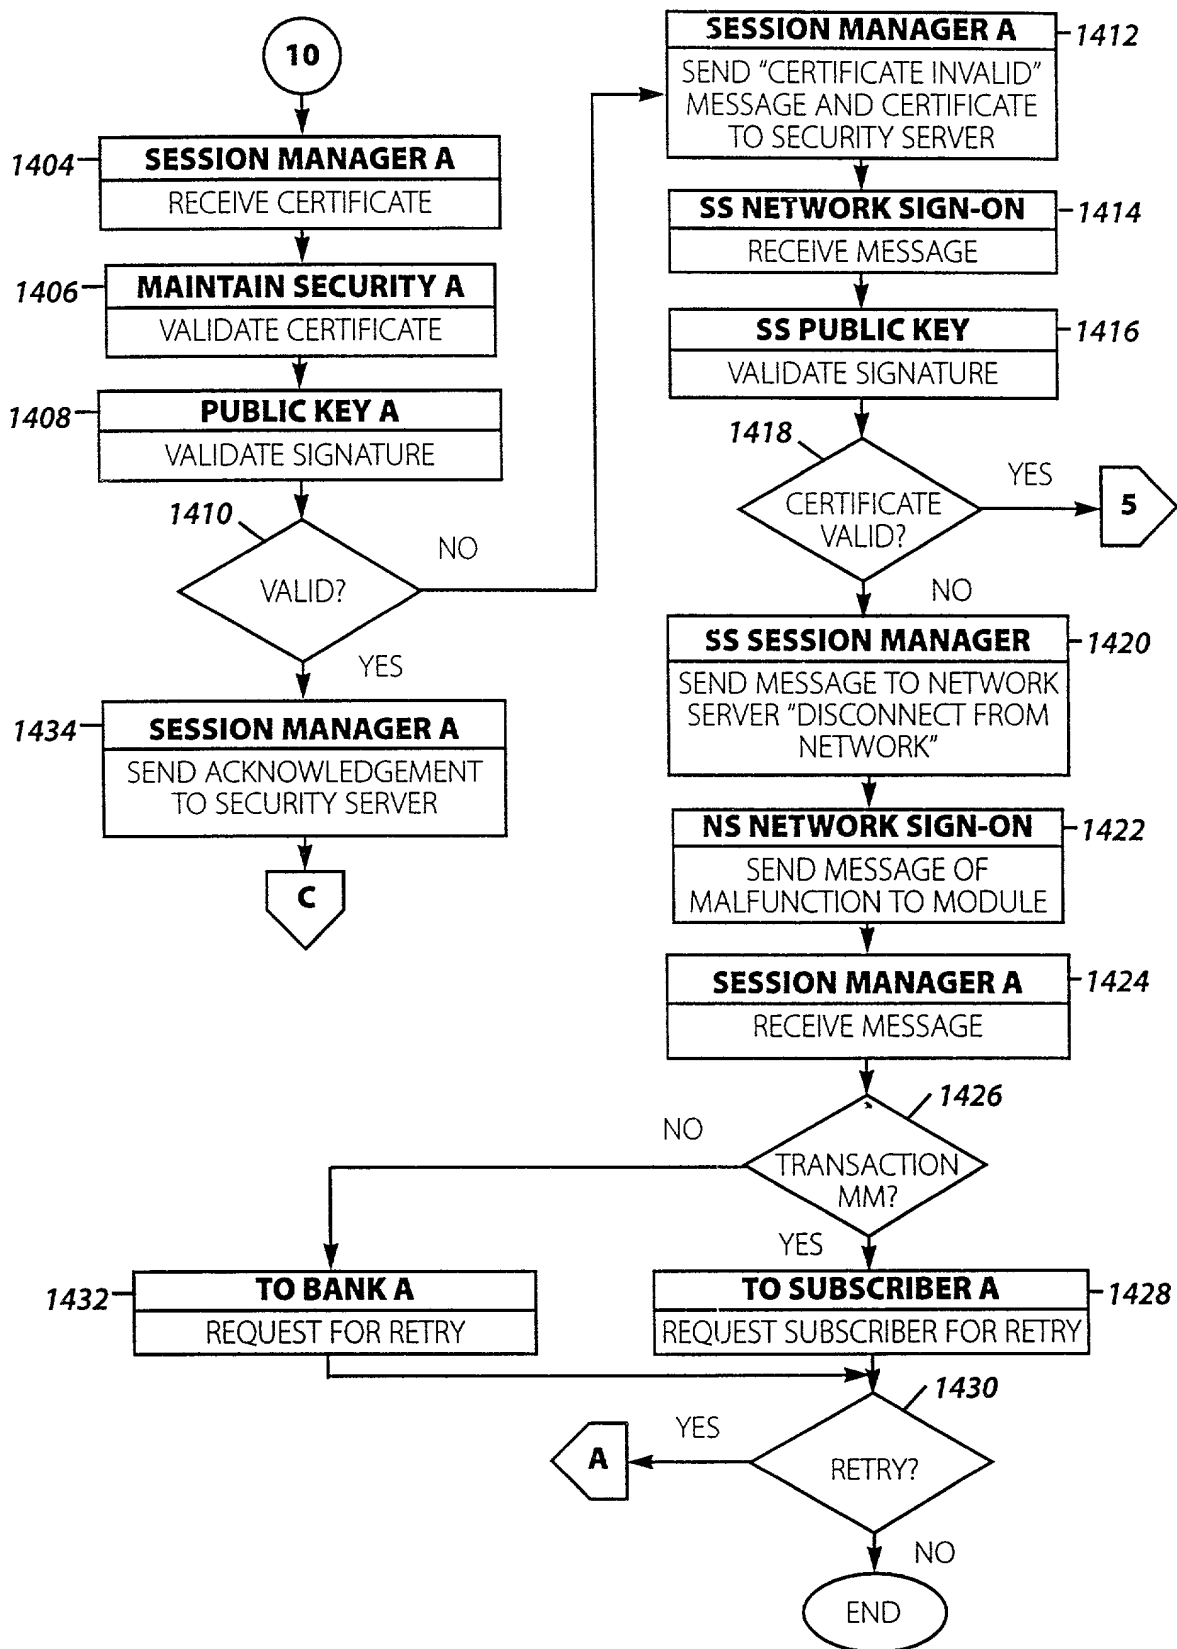 10
1404
SESSION MANAGER A
RECEIVE CERTIFICATE
1406
MAINTAIN SECURITY A
VALIDATE CERTIFICATE
1408
PUBLIC KEY A
VALIDATE SIGNATURE
1410
VALID?
NO
YES
1434
SESSION MANAGER A
SEND ACKNOWLEDGEMENT
TO SECURITY SERVER
C
SESSION MANAGER A
1412
SEND "CERTIFICATE INVALID"
MESSAGE AND CERTIFICATE
TO SECURITY SERVER
SS NETWORK SIGN-ON
1414
RECEIVE MESSAGE
SS PUBLIC KEY
1416
VALIDATE SIGNATURE
1418
CERTIFICATE
VALID?
YES
5
NO
SS SESSION MANAGER
1420
SEND MESSAGE TO NETWORK
SERVER "DISCONNECT FROM
NETWORK"
NS NETWORK SIGN-ON
1422
SEND MESSAGE OF
MALFUNCTION TO MODULE
SESSION MANAGER A
1424
RECEIVE MESSAGE
1426
TRANSACTION
MM?
NO
YES
1432
TO BANK A
REQUEST FOR RETRY
TO SUBSCRIBER A
1428
REQUEST SUBSCRIBER FOR RETRY
1430
RETRY?
YES
A
NO
END